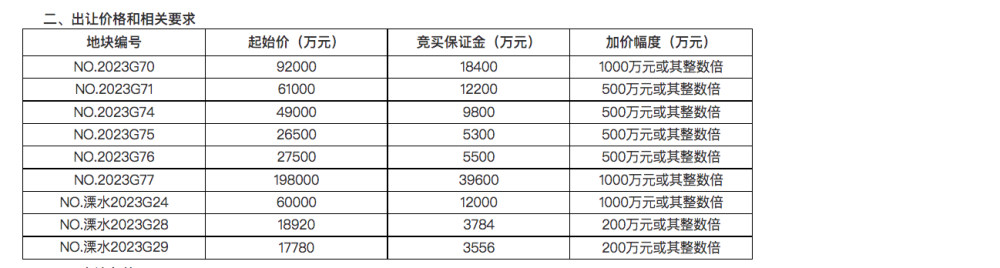 二、出让价格和相关要求
地块编号 起始价（万元） 竞买保证金（万元） 加价幅度（万元）
NO.2023G70 92000 18400 1000万元或其整数倍
NO.2023G71 61000 12200 500万元或其整数倍
NO.2023G74 49000 9800 500万元或其整数倍
NO.2023G75 26500 5300 500万元或其整数倍
NO.2023G76 27500 5500 500万元或其整数倍
NO.2023G77 198000 39600 1000万元或其整数倍
NO.溧水2023G24 60000 12000 1000万元或其整数倍
NO.溧水2023G28 18920 3784 200万元或其整数倍
NO.溧水2023G29 17780 3556 200万元或其整数倍